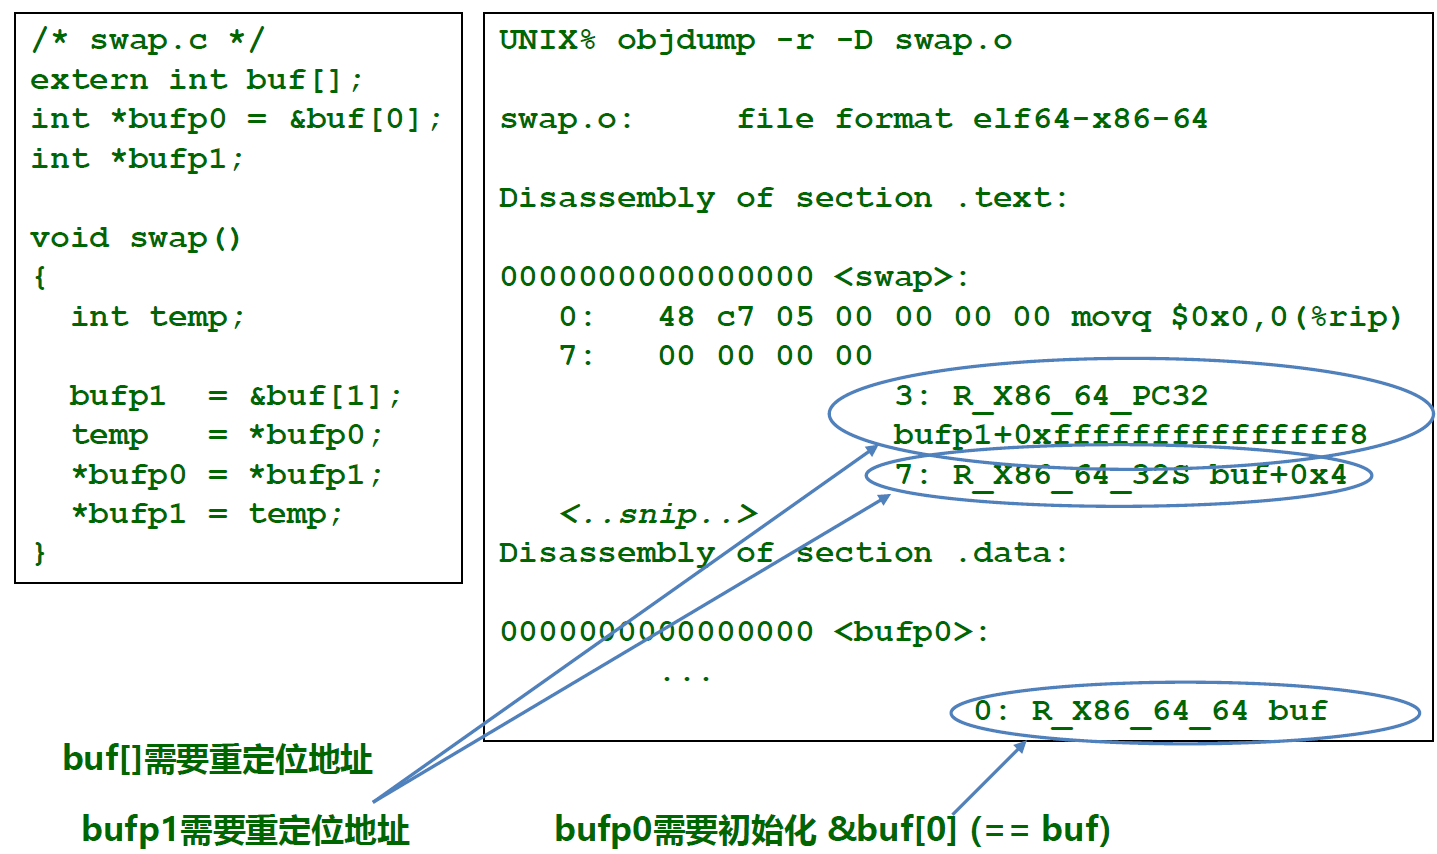 /* swap.c */
extern int buf[];
int *bufp0 = &buf[0];
int *bufp1;

void swap()
{
  int temp;

  bufp1  = &buf[1];
  temp   = *bufp0;
  *bufp0 = *bufp1;
  *bufp1 = temp;
}
UNIX% objdump -r -D swap.o

swap.o:     file format elf64-x86-64

Disassembly of section .text:

0000000000000000 <swap>:
   0:   48 c7 05 00 00 00 00 movq $0x0,0(%rip)
   7:   00 00 00 00
3: R_X86_64_PC32
bufp1+0xfffffffffffffff8
7: R_X86_64_32S buf+0x4
   <..snip..>
Disassembly of section .data:

0000000000000000 <bufp0>:
        ...
0: R_X86_64_64 buf
buf[]需要重定位地址
bufp1需要重定位地址
bufp0需要初始化 &buf[0] (== buf)